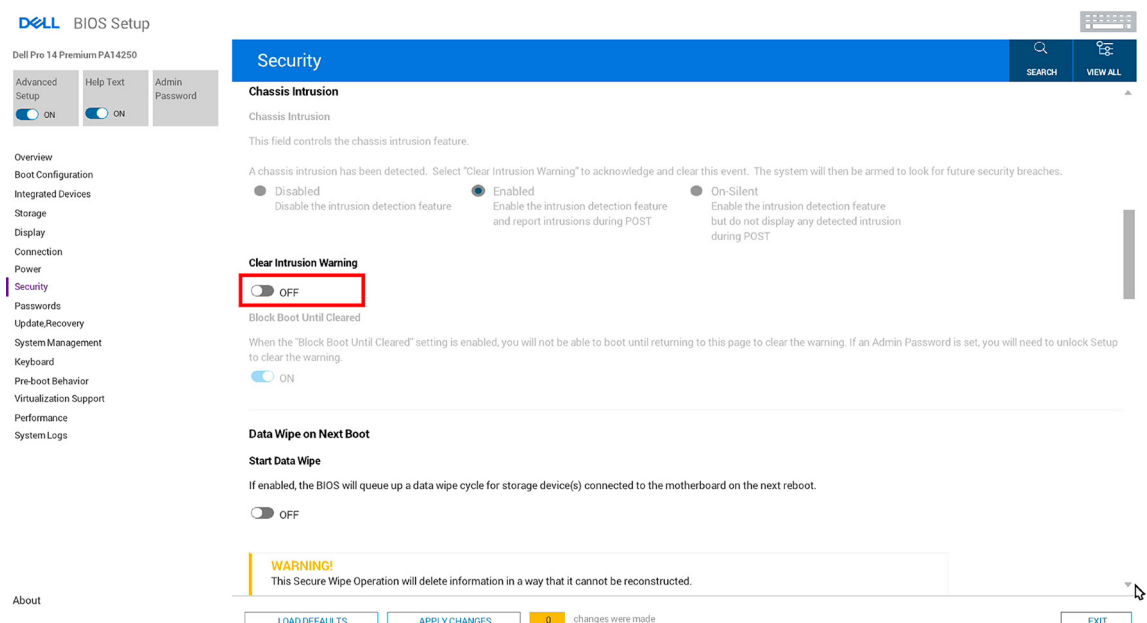 DELL BIOS Setup
Dell Pro 14 Premium PA14250
Advanced Setup
ON
Help Text
ON
Admin Password
Overview
Boot Configuration
Integrated Devices
Storage
Display
Connection
Power
Security
Passwords
Update,Recovery
System Management
Keyboard
Pre-boot Behavior
Virtualization Support
Performance
System Logs
About
Security
SEARCH
VIEW ALL
Chassis Intrusion
Chassis Intrusion
This field controls the chassis intrusion feature.
A chassis intrusion has been detected. Select "Clear Intrusion Warning" to acknowledge and clear this event. The system will then be armed to look for future security breaches.
Disabled
Disable the intrusion detection feature
Enabled
Enable the intrusion detection feature
and report intrusions during POST
On-Silent
Enable the intrusion detection feature
but do not display any detected intrusion
during POST
Clear Intrusion Warning
OFF
Block Boot Until Cleared
When the "Block Boot Until Cleared" setting is enabled, you will not be able to boot until returning to this page to clear the warning. If an Admin Password is set, you will need to unlock Setup
to clear the warning.
ON
Data Wipe on Next Boot
Start Data Wipe
If enabled, the BIOS will queue up a data wipe cycle for storage device(s) connected to the motherboard on the next reboot.
OFF
WARNING!
This Secure Wipe Operation will delete information in a way that it cannot be reconstructed.
LOAD DEFAULTS
APPLY CHANGES
0 changes were made
EXIT